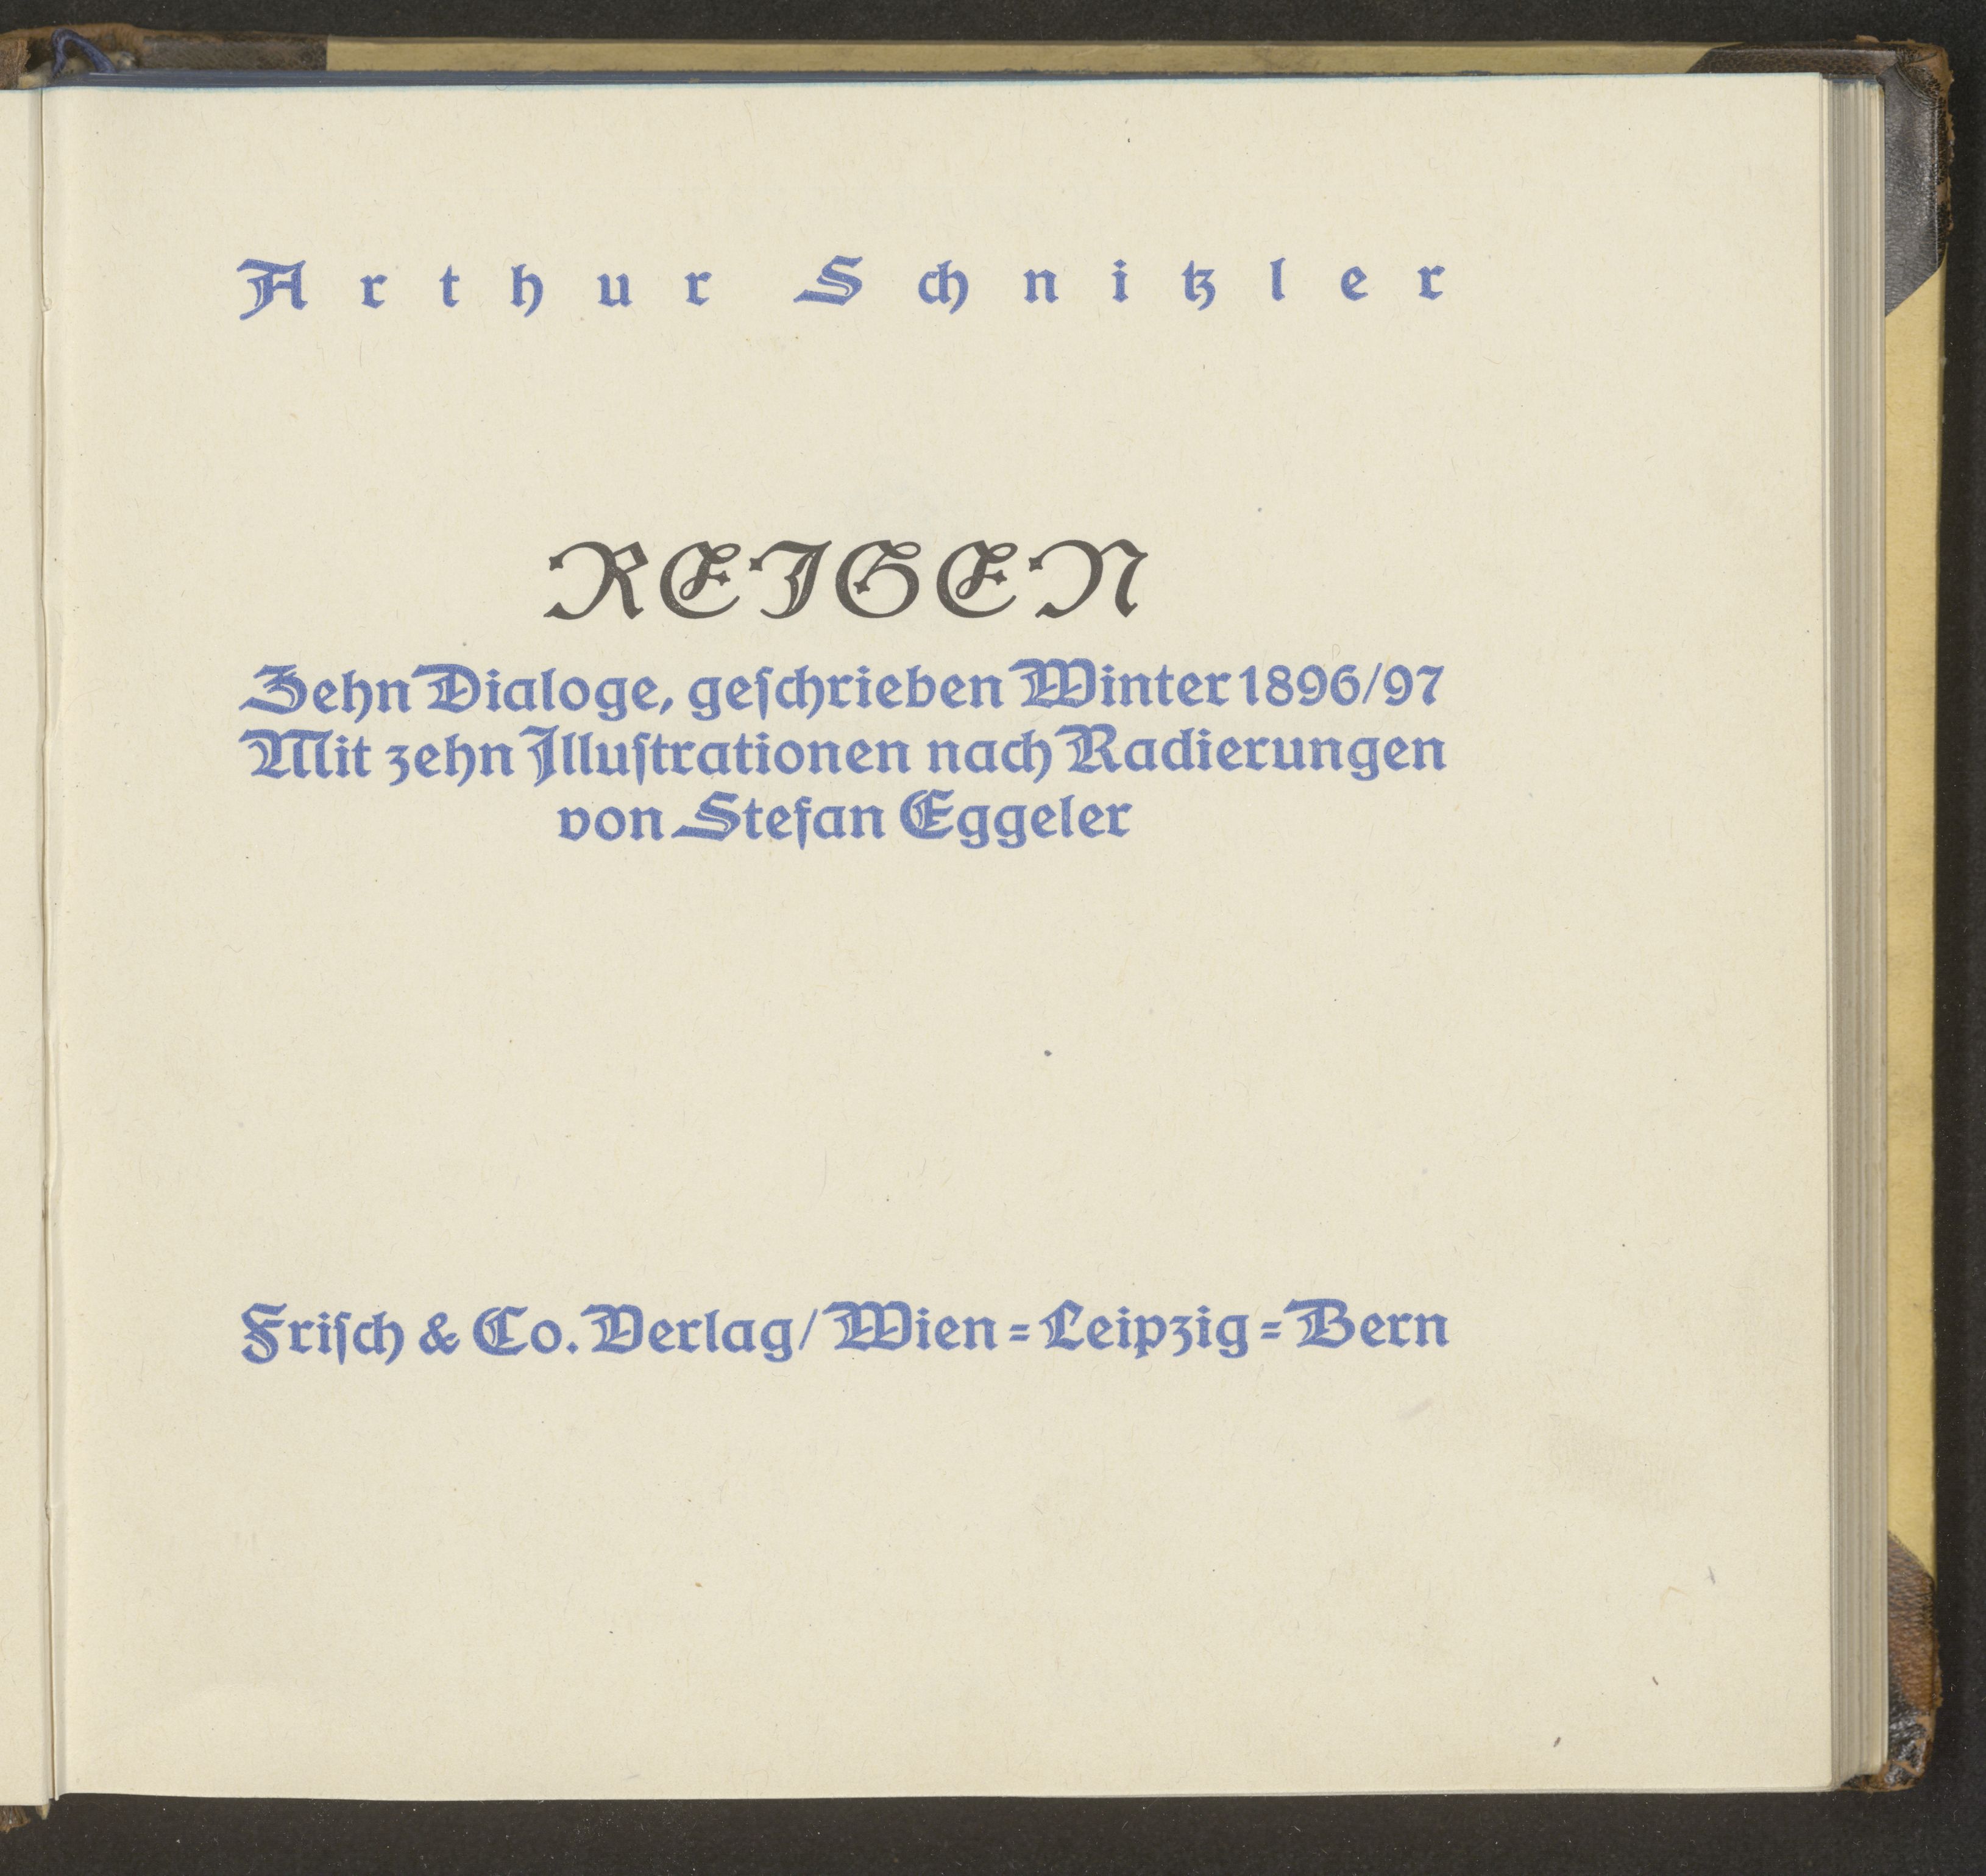 Arthur Schnitzler
REIGEN
Zehn Dialoge, geſchrieben Winter 1896/97
Mit zehn Illuſtrationen nach Radierungen
von Stefan Eggeler
Friſch & Co. Verlag / Wien = Leipzig = Bern